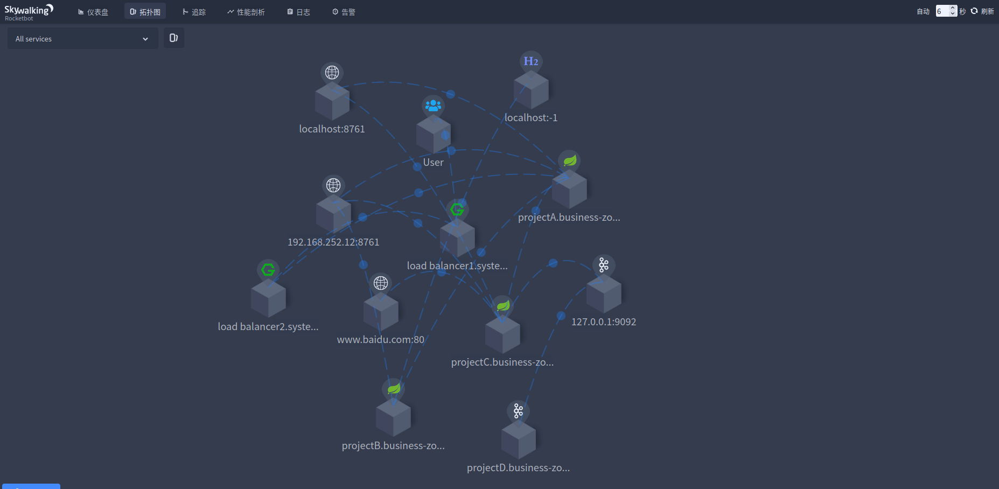 Skywalking
Rocketbot
仪表盘
拓扑图
追踪
性能剖析
日志
告警
自动
6
秒
刷新
All services
H2
localhost:8761
localhost:-1
User
projectA.business-zo...
192.168.252.12:8761
load balancer1.syste...
load balancer2.syste...
127.0.0.1:9092
www.baidu.com:80
projectC.business-zo...
projectB.business-zo...
projectD.business-zo...